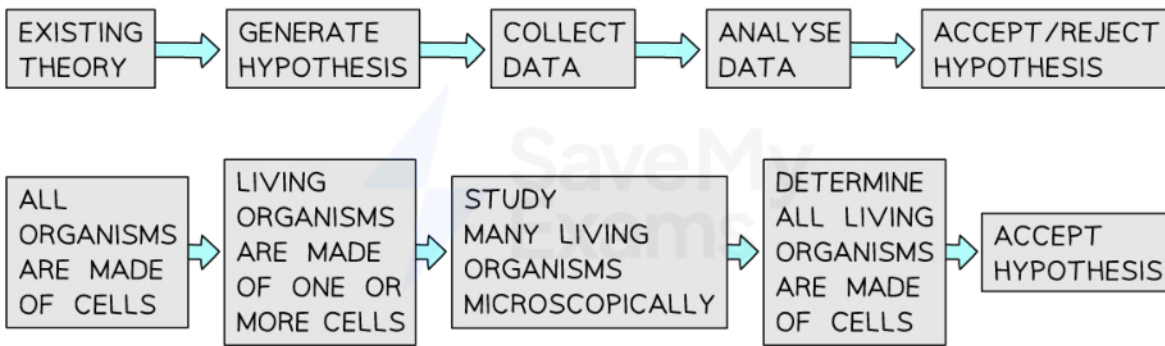 EXISTING
THEORY
GENERATE
HYPOTHESIS
COLLECT
DATA
ANALYSE
DATA
ACCEPT/REJECT
HYPOTHESIS
ALL
ORGANISMS
ARE MADE
OF CELLS
LIVING
ORGANISMS
ARE MADE
OF ONE OR
MORE CELLS
STUDY
MANY LIVING
ORGANISMS
MICROSCOPICALLY
DETERMINE
ALL LIVING
ORGANISMS
ARE MADE
OF CELLS
ACCEPT
HYPOTHESIS
SaveMy
Exams